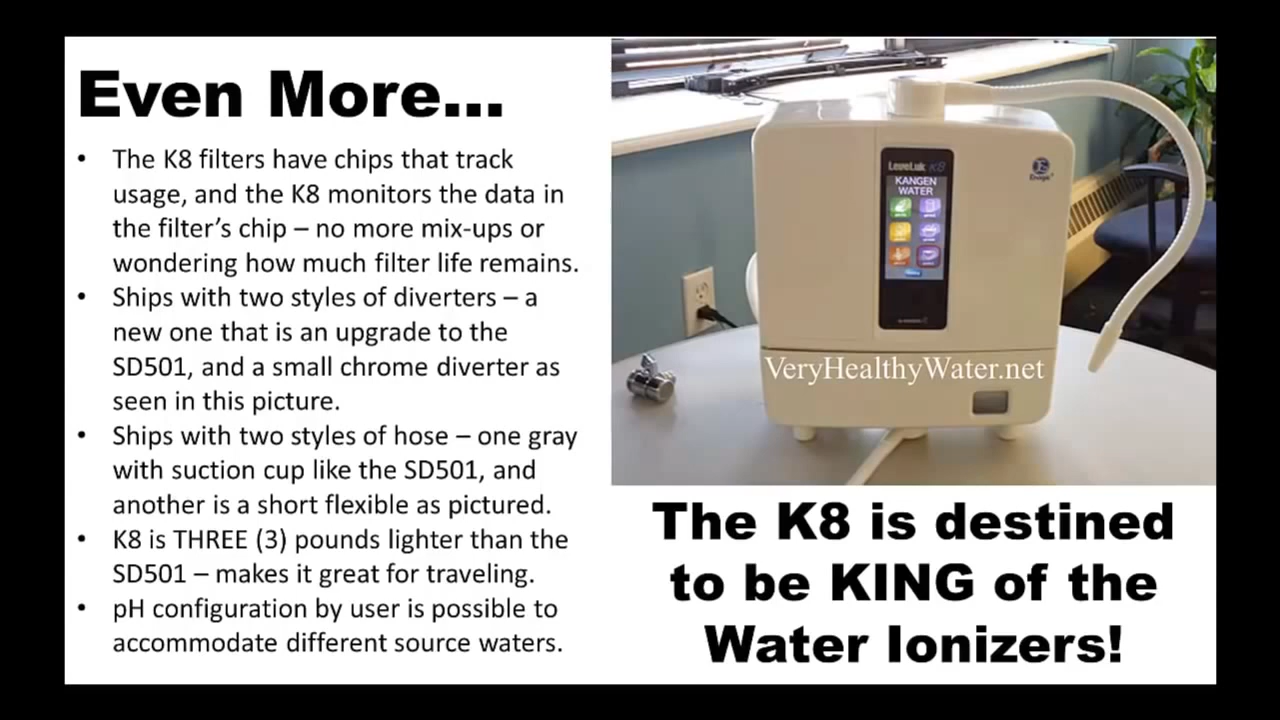 Even More...
• The K8 filters have chips that track
usage, and the K8 monitors the data in
the filter's chip – no more mix-ups or
wondering how much filter life remains.
• Ships with two styles of diverters – a
new one that is an upgrade to the
SD501, and a small chrome diverter as
seen in this picture.
• Ships with two styles of hose – one gray
with suction cup like the SD501, and
another is a short flexible as pictured.
• K8 is THREE (3) pounds lighter than the
SD501 – makes it great for traveling.
• pH configuration by user is possible to
accommodate different source waters.
LeveLuk K8
KANGEN
WATER
Enagic
VeryHealthyWater.net
The K8 is destined
to be KING of the
Water Ionizers!